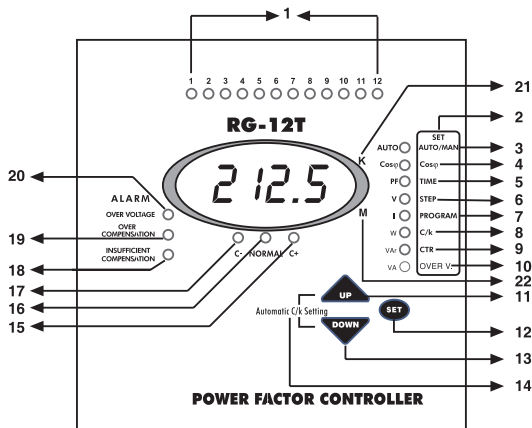 1
1 2 3 4 5 6 7 8 9 10 11 12
21
RG-12T
SET
2
AUTO AUTO/MAN 3
K
Cosφ Cosφ 4
212.5
PF TIME 5
20
ALARM
V STEP 6
OVER VOLTAGE
M
I PROGRAM 7
19
OVER
COMPENSATION
W C/k 8
18
INSUFFICIENT
COMPENSATION
VAr CTR 9
17
C- NORMAL C+
VA OVER V. 10
22
16
UP
11
15
Automatic C/k Setting
SET
12
DOWN
13
14
POWER FACTOR CONTROLLER